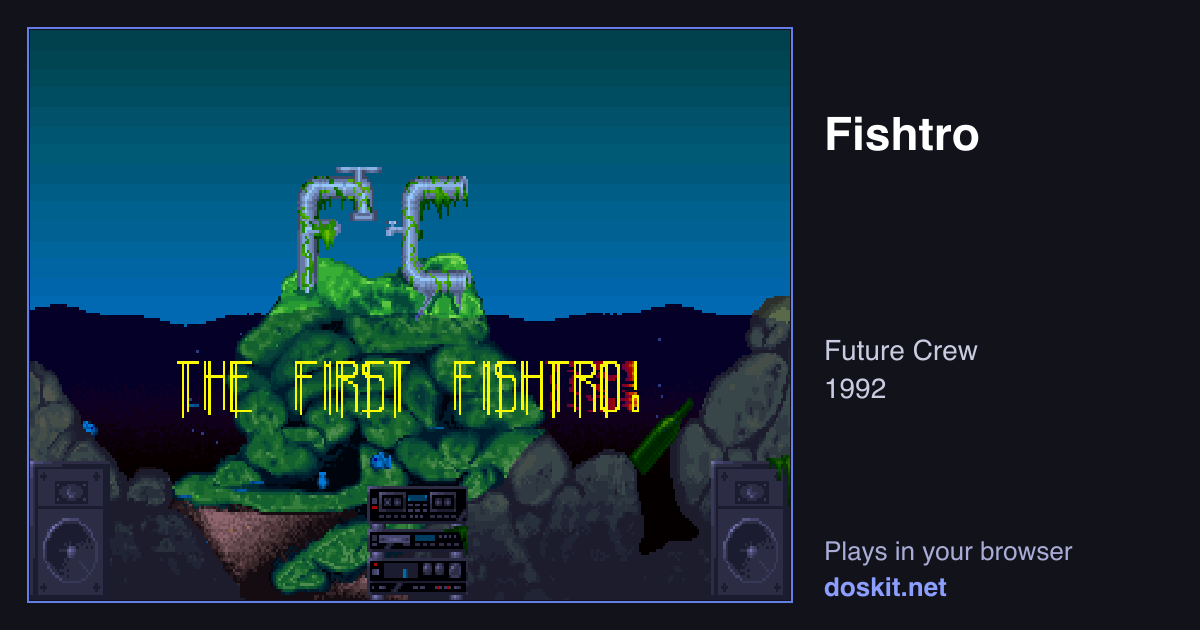 FC
THE FIRST FISHTRO!
Fishtro
Future Crew
1992
Plays in your browser
doskit.net